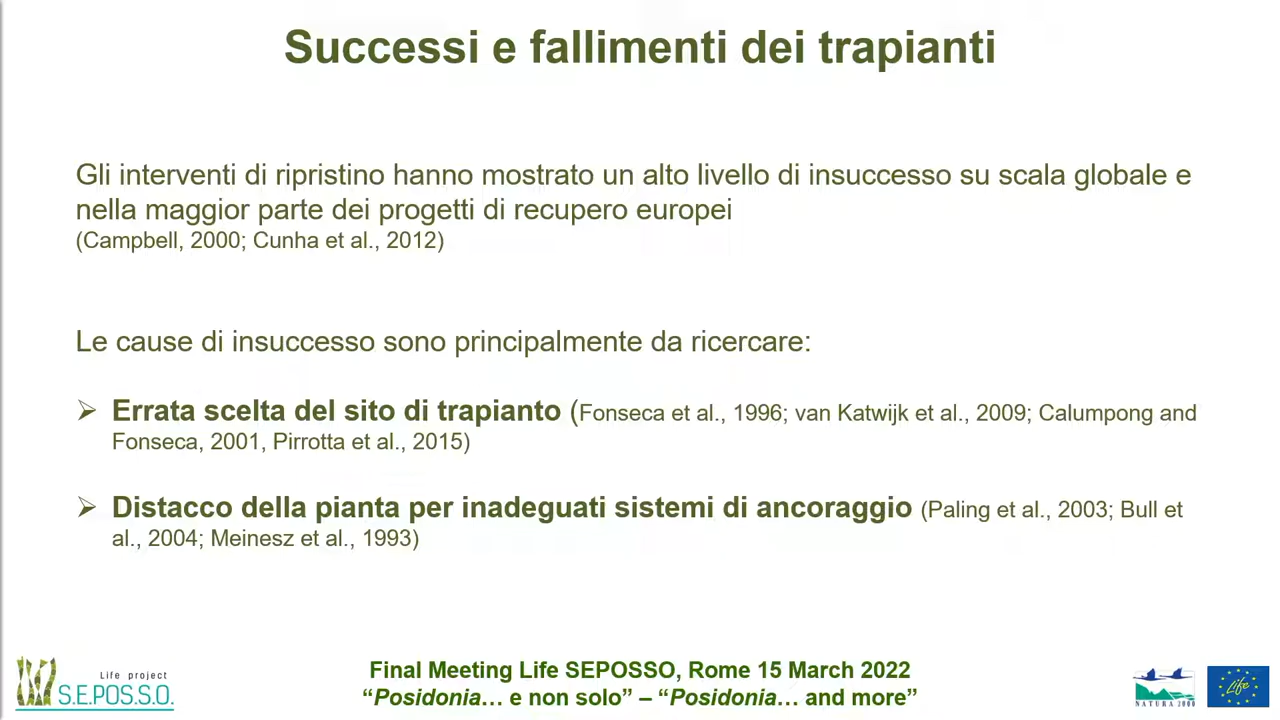 Successi e fallimenti dei trapianti
Gli interventi di ripristino hanno mostrato un alto livello di insuccesso su scala globale e
nella maggior parte dei progetti di recupero europei
(Campbell, 2000; Cunha et al., 2012)
Le cause di insuccesso sono principalmente da ricercare:
➢ Errata scelta del sito di trapianto (Fonseca et al., 1996; van Katwijk et al., 2009; Calumpong and
Fonseca, 2001, Pirrotta et al., 2015)
➢ Distacco della pianta per inadeguati sistemi di ancoraggio (Paling et al., 2003; Bull et
al., 2004; Meinesz et al., 1993)
Life project
S.E.POS.S.O.
Final Meeting Life SEPOSSO, Rome 15 March 2022
“Posidonia… e non solo” – “Posidonia… and more”
NATURA 2000
Life